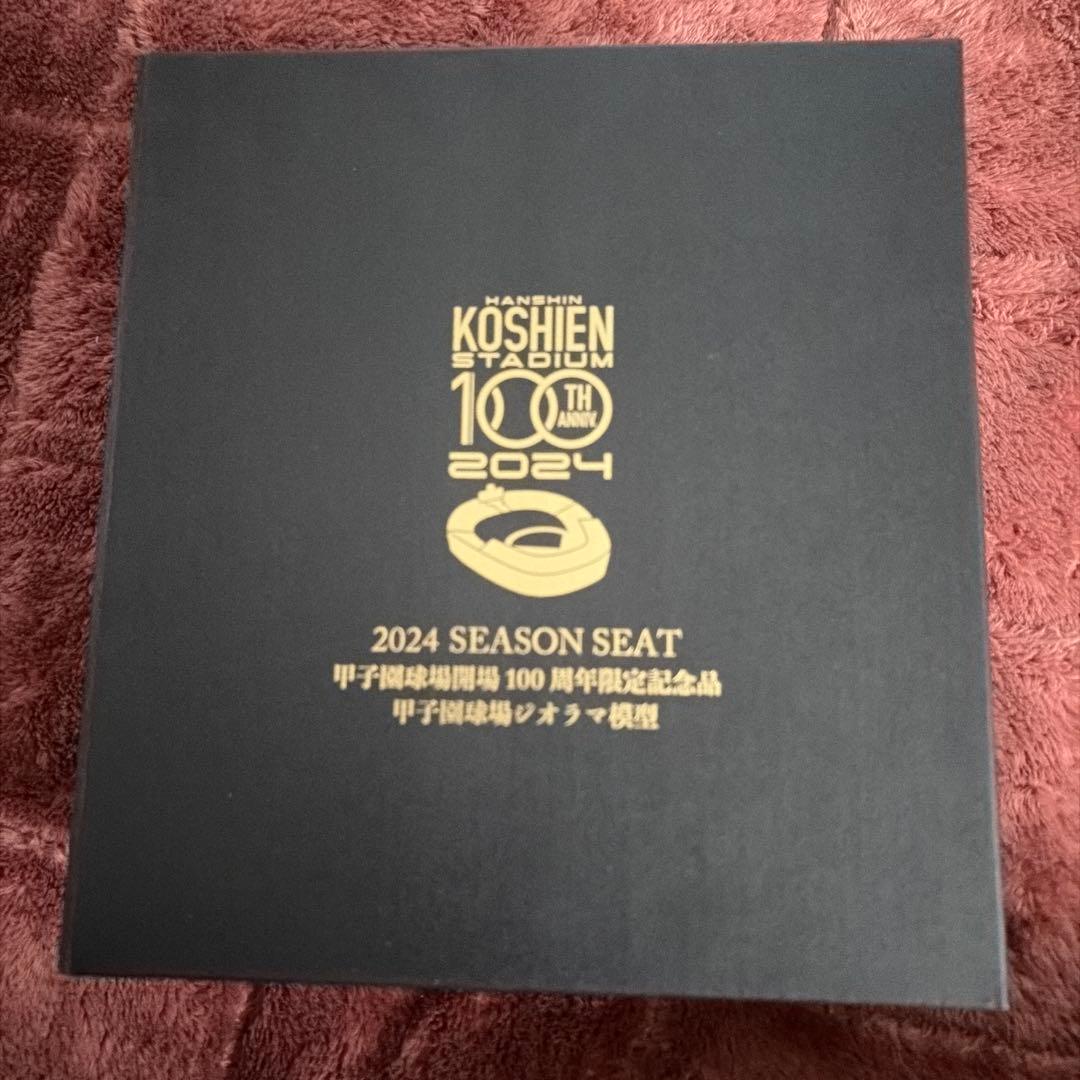 HANSHIN
KOSHIEN
STADIUM
100TH
ANNIV.
2024
2024 SEASON SEAT
甲子園球場開場100周年限定記念品
甲子園球場ジオラマ模型